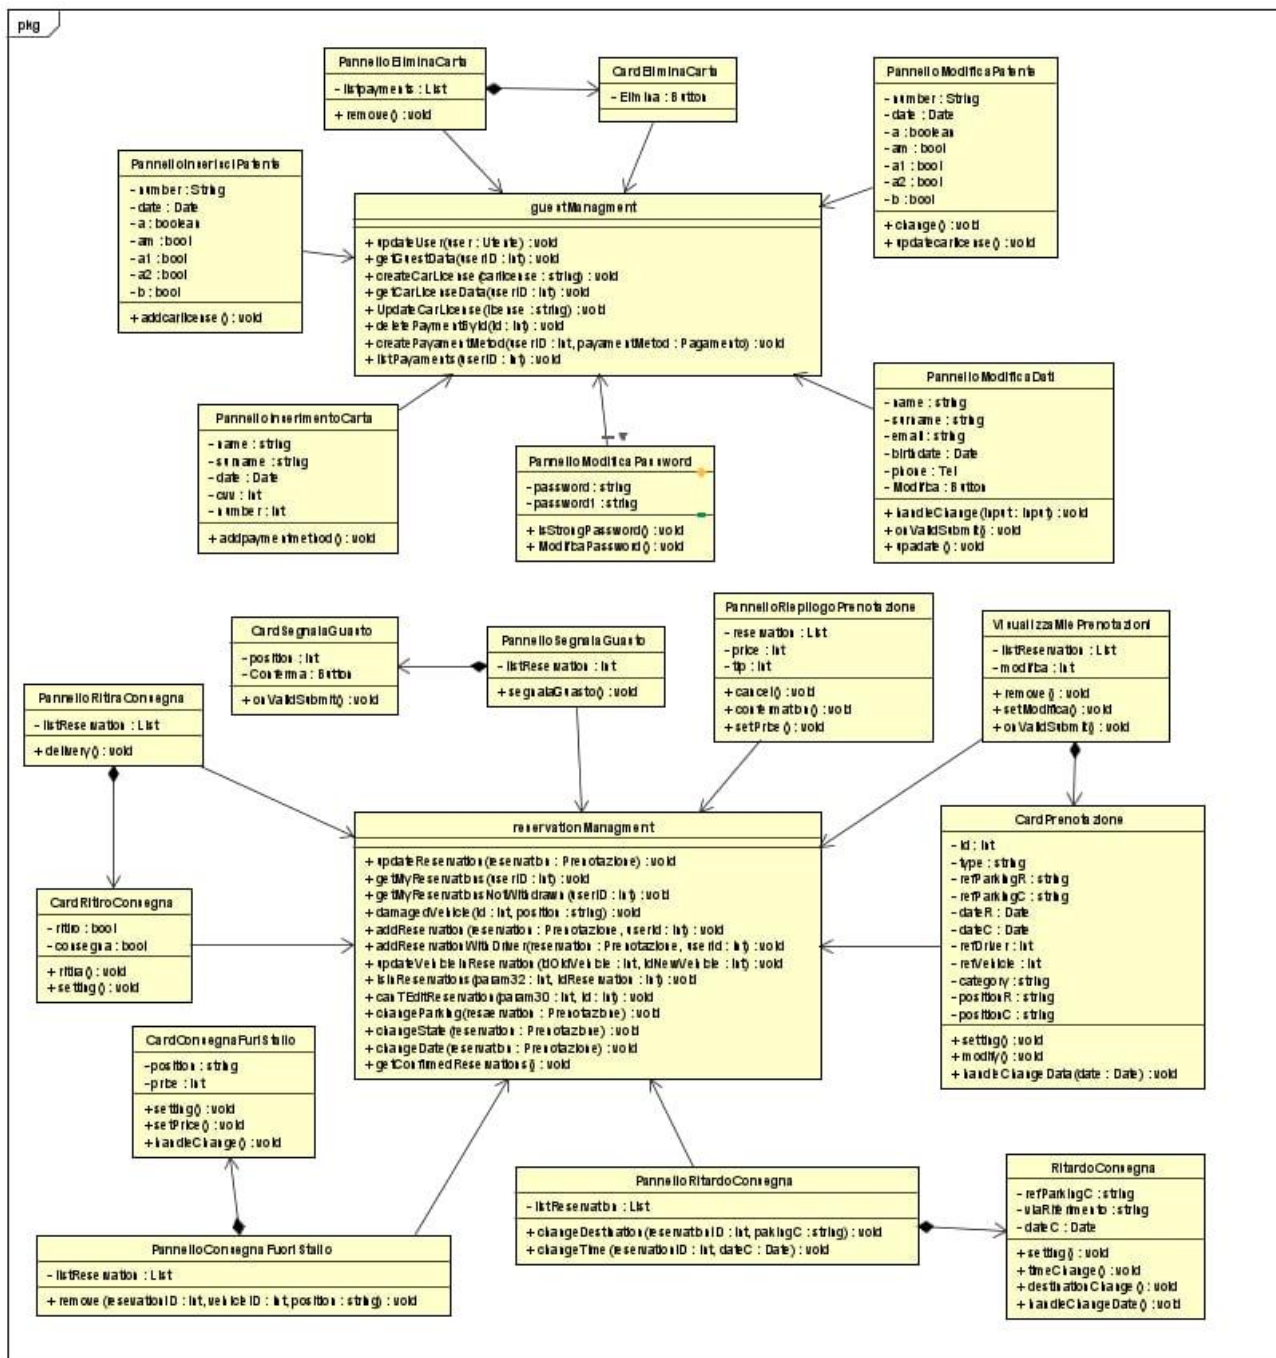 pkg
PannelloEliminaCarta
- listpayments : List
+ remove() : void
CardEliminaCarta
- Elimina : Button
PannelloModificaPatente
- number : String
- date : Date
- a : boolean
- am : bool
- a1 : bool
- a2 : bool
- b : bool
+ change() : void
+ updatecarlicense() : void
PannelloInserisciPatente
- number : String
- date : Date
- a : boolean
- am : bool
- a1 : bool
- a2 : bool
- b : bool
+ addcarlicense() : void
guestManagment
+ updateUser(user : Utente) : void
+ getGuestData(userID : int) : void
+ createCarLicense(carlicense : string) : void
+ getCarLicenseData(userID : int) : void
+ UpdateCarLicense(license : string) : void
+ deletePaymentById(id : int) : void
+ createPayamentMetod(userID : int, payamentMetod : Pagamento) : void
+ listPayaments(userID : int) : void
PannelloInserimentoCarta
- name : string
- surname : string
- date : Date
- cvv : int
- number : int
+ addpaymentmethod() : void
PannelloModificaPassword
- password : string
- password1 : string
+ isStrongPassword() : void
+ ModificaPassword() : void
PannelloModificaDati
- name : string
- surname : string
- email : string
- birthdate : Date
- phone : Tel
- Modifica : Button
+ handleChange(input : Input) : void
+ onValidSubmit() : void
+ upadate() : void
CardSegnalaGuasto
- position : int
- Conferma : Button
+ onValidSubmit() : void
PannelloSegnalaGuasto
- listReservation : int
+ segnalaGuasto() : void
PannelloRiepilogoPrenotazione
- reservation : List
- price : int
- tip : int
+ cancel() : void
+ confermation() : void
+ setPrice() : void
VisualizzaMiePrenotazioni
- listReservation : List
- modifica : int
+ remove() : void
+ setModifica() : void
+ onValidSubmit() : void
PannelloRitiraConsegna
- listReservation : List
+ delivery() : void
CardRitiroConsegna
- ritiro : bool
- consegna : bool
+ ritira() : void
+ setting() : void
reservationManagment
+ updateReservation(reservation : Prenotazione) : void
+ getMyReservations(userID : int) : void
+ getMyReservationsNotWithdrawn(userID : int) : void
+ damagedVehicle(id : int, position : string) : void
+ addReservation(reservation : Prenotazione, userId : int) : void
+ addReservationWithDriver(reservation : Prenotazione, userId : int) : void
+ updateVehicleInReservation(idOldVehicle : int, idNewVehicle : int) : void
+ isInReservations(param32 : int, idReservation : int) : void
+ canTEditReservation(param30 : int, id : int) : void
+ changeParking(resaervation : Prenotazione) : void
+ changeState(reservation : Prenotazione) : void
+ changeDate(reservation : Prenotazione) : void
+ getConfirmedReservations() : void
CardPrenotazione
- id : int
- type : string
- refParkingR : string
- refParkingC : string
- dateR : Date
- dateC : Date
- refDriver : int
- refVehicle : int
- category : string
- positionR : string
- positionC : string
+ setting() : void
+ modify() : void
+ handleChangeData(date : Date) : void
CardConsegnaFuriStallo
- position : string
- price : int
+ setting() : void
+ setPrice() : void
+ handleChange() : void
PannelloConsegnaFuoriStallo
- listReservation : List
+ remove(reservationID : int, vehicleID : int, position : string) : void
PannelloRitardoConsegna
- listReservation : List
+ changeDestination(reservationID : int, pakingC : string) : void
+ changeTime(reservationID : int, dateC : Date) : void
RitardoConsegna
- refParkingC : string
- viaRiferimento : string
- dateC : Date
+ setting() : void
+ timeChange() : void
+ destinationChange() : void
+ handleChangeDate() : void